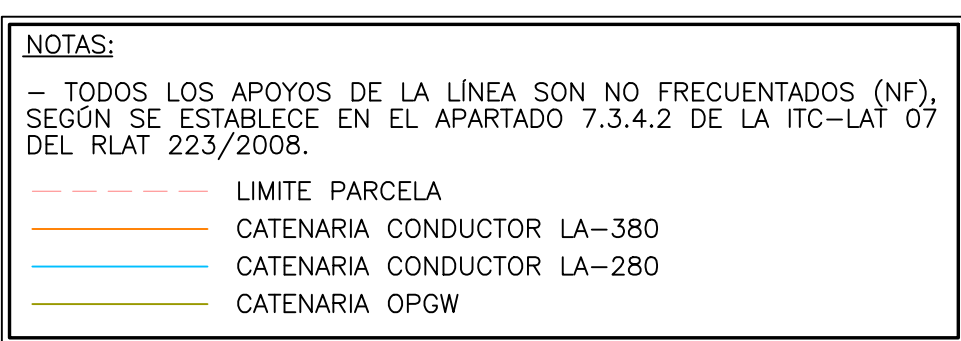 NOTAS:
— TODOS LOS APOYOS DE LA LÍNEA SON NO FRECUENTADOS (NF),
SEGÚN SE ESTABLECE EN EL APARTADO 7.3.4.2 DE LA ITC—LAT 07
DEL RLAT 223/2008.
LIMITE PARCELA
CATENARIA CONDUCTOR LA—380
CATENARIA CONDUCTOR LA—280
CATENARIA OPGW